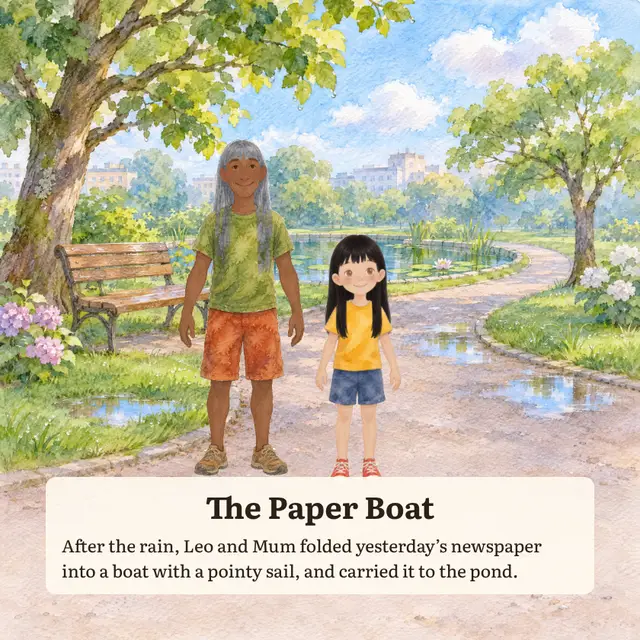 The Paper Boat
After the rain, Leo and Mum folded yesterday’s newspaper
into a boat with a pointy sail, and carried it to the pond.